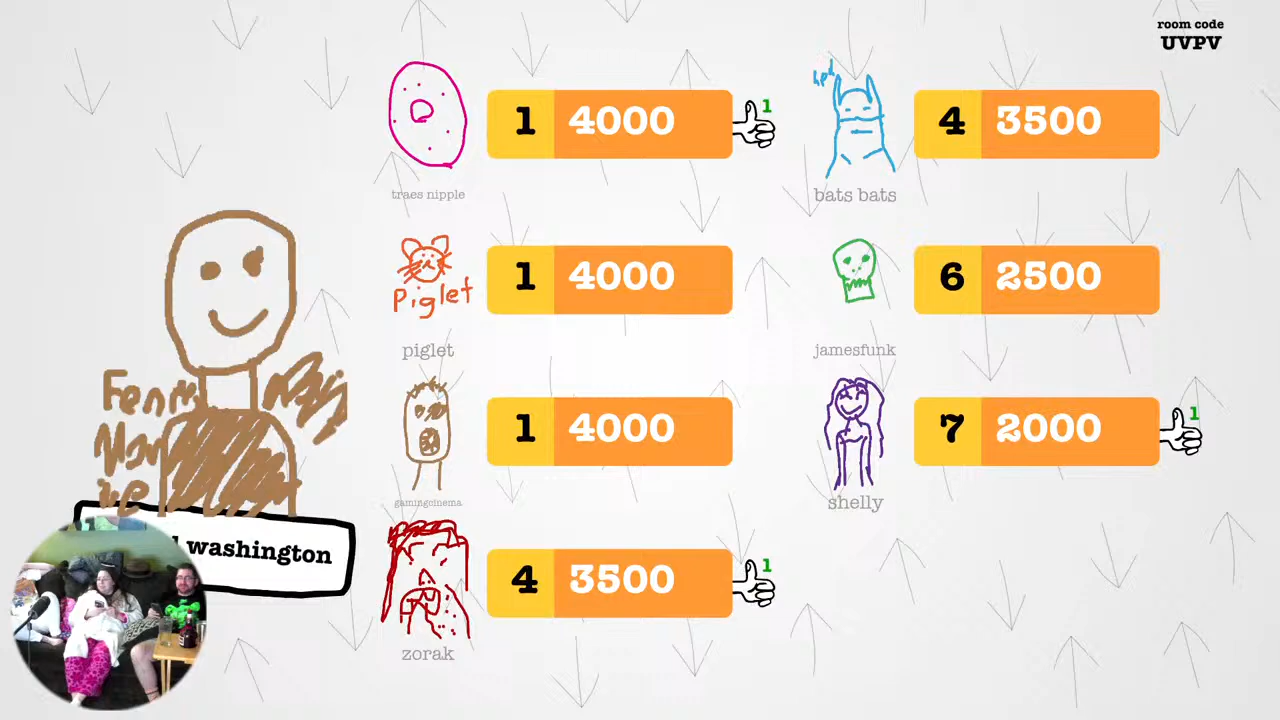 room code
UVPV
1 4000 1
traes nipple
4 3500
bats bats
Piglet
1 4000
piglet
6 2500
jamesfunk
1 4000
gamingcinema
7 2000 1
shelly
4 3500 1
zorak
we
washington